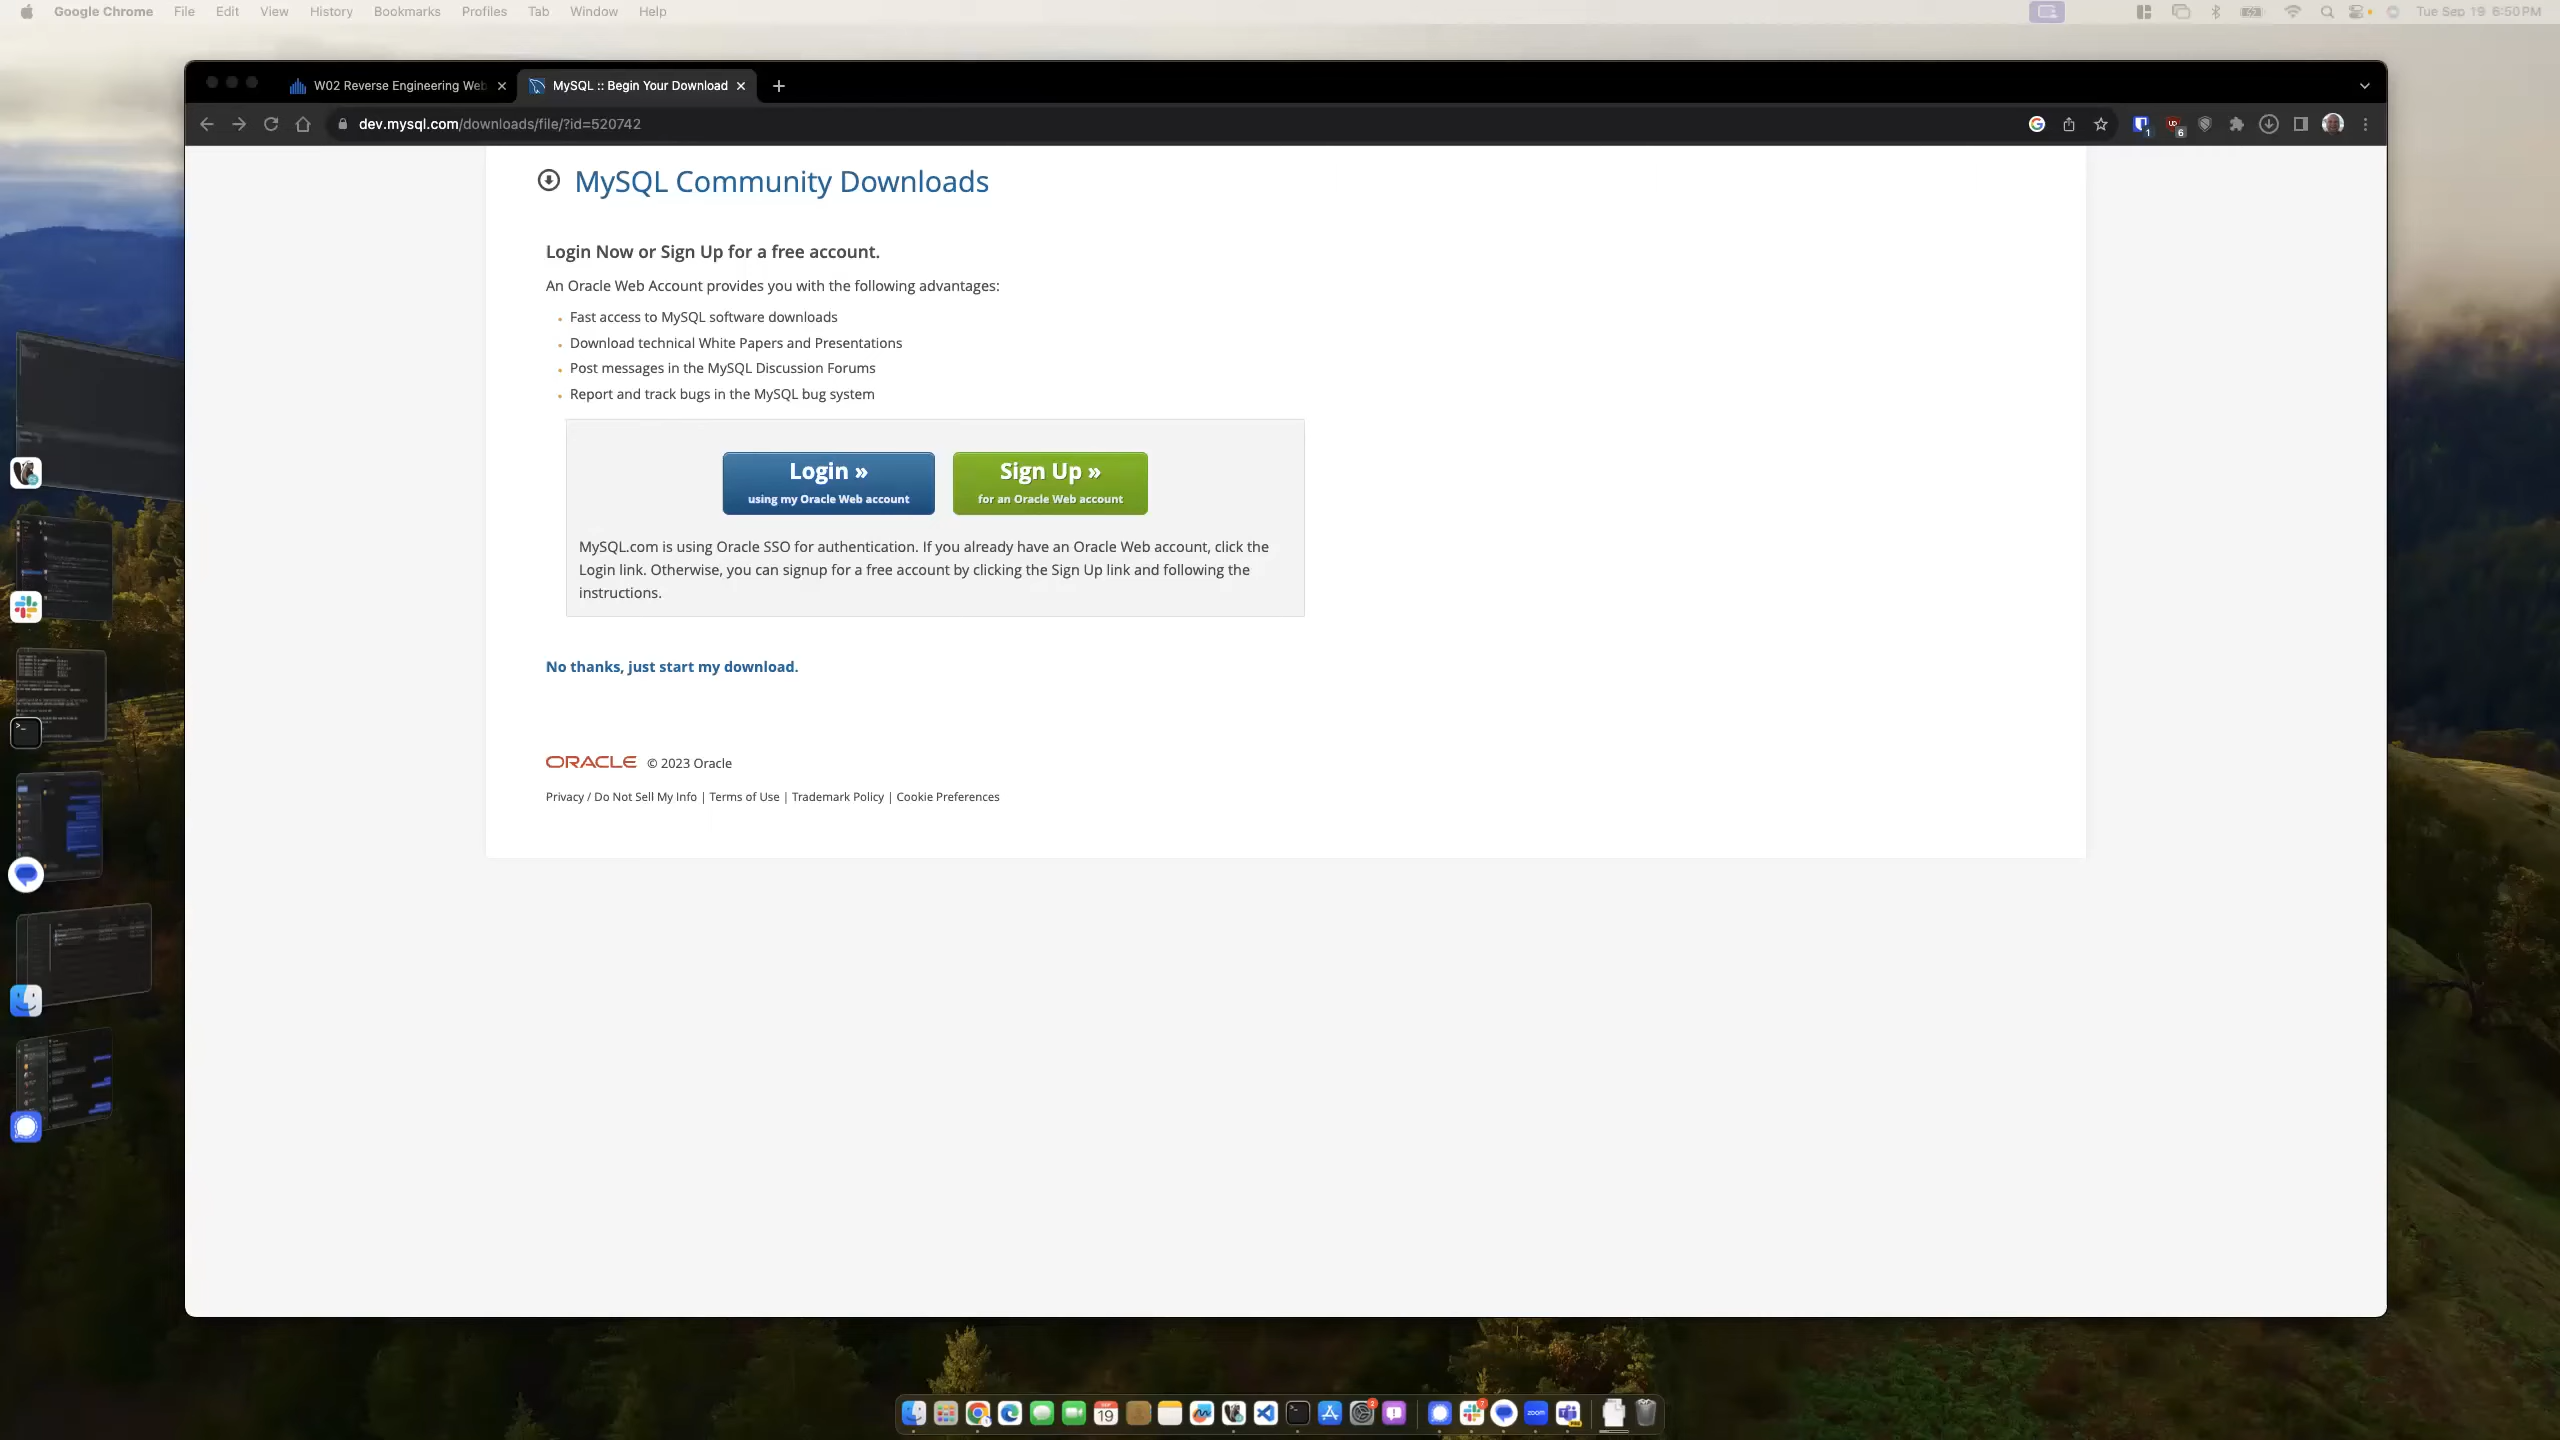 Google Chrome File Edit View History Bookmarks Profiles Tab Window Help Tue Sep 19 6:50 PM
W02 Reverse Engineering Web MySQL :: Begin Your Download
dev.mysql.com/downloads/file/?id=520742
MySQL Community Downloads
Login Now or Sign Up for a free account.
An Oracle Web Account provides you with the following advantages:
Fast access to MySQL software downloads
Download technical White Papers and Presentations
Post messages in the MySQL Discussion Forums
Report and track bugs in the MySQL bug system
Login » Sign Up »
using my Oracle Web account for an Oracle Web account
MySQL.com is using Oracle SSO for authentication. If you already have an Oracle Web account, click the
Login link. Otherwise, you can signup for a free account by clicking the Sign Up link and following the
instructions.
No thanks, just start my download.
ORACLE © 2023 Oracle
Privacy / Do Not Sell My Info | Terms of Use | Trademark Policy | Cookie Preferences
19 zoom